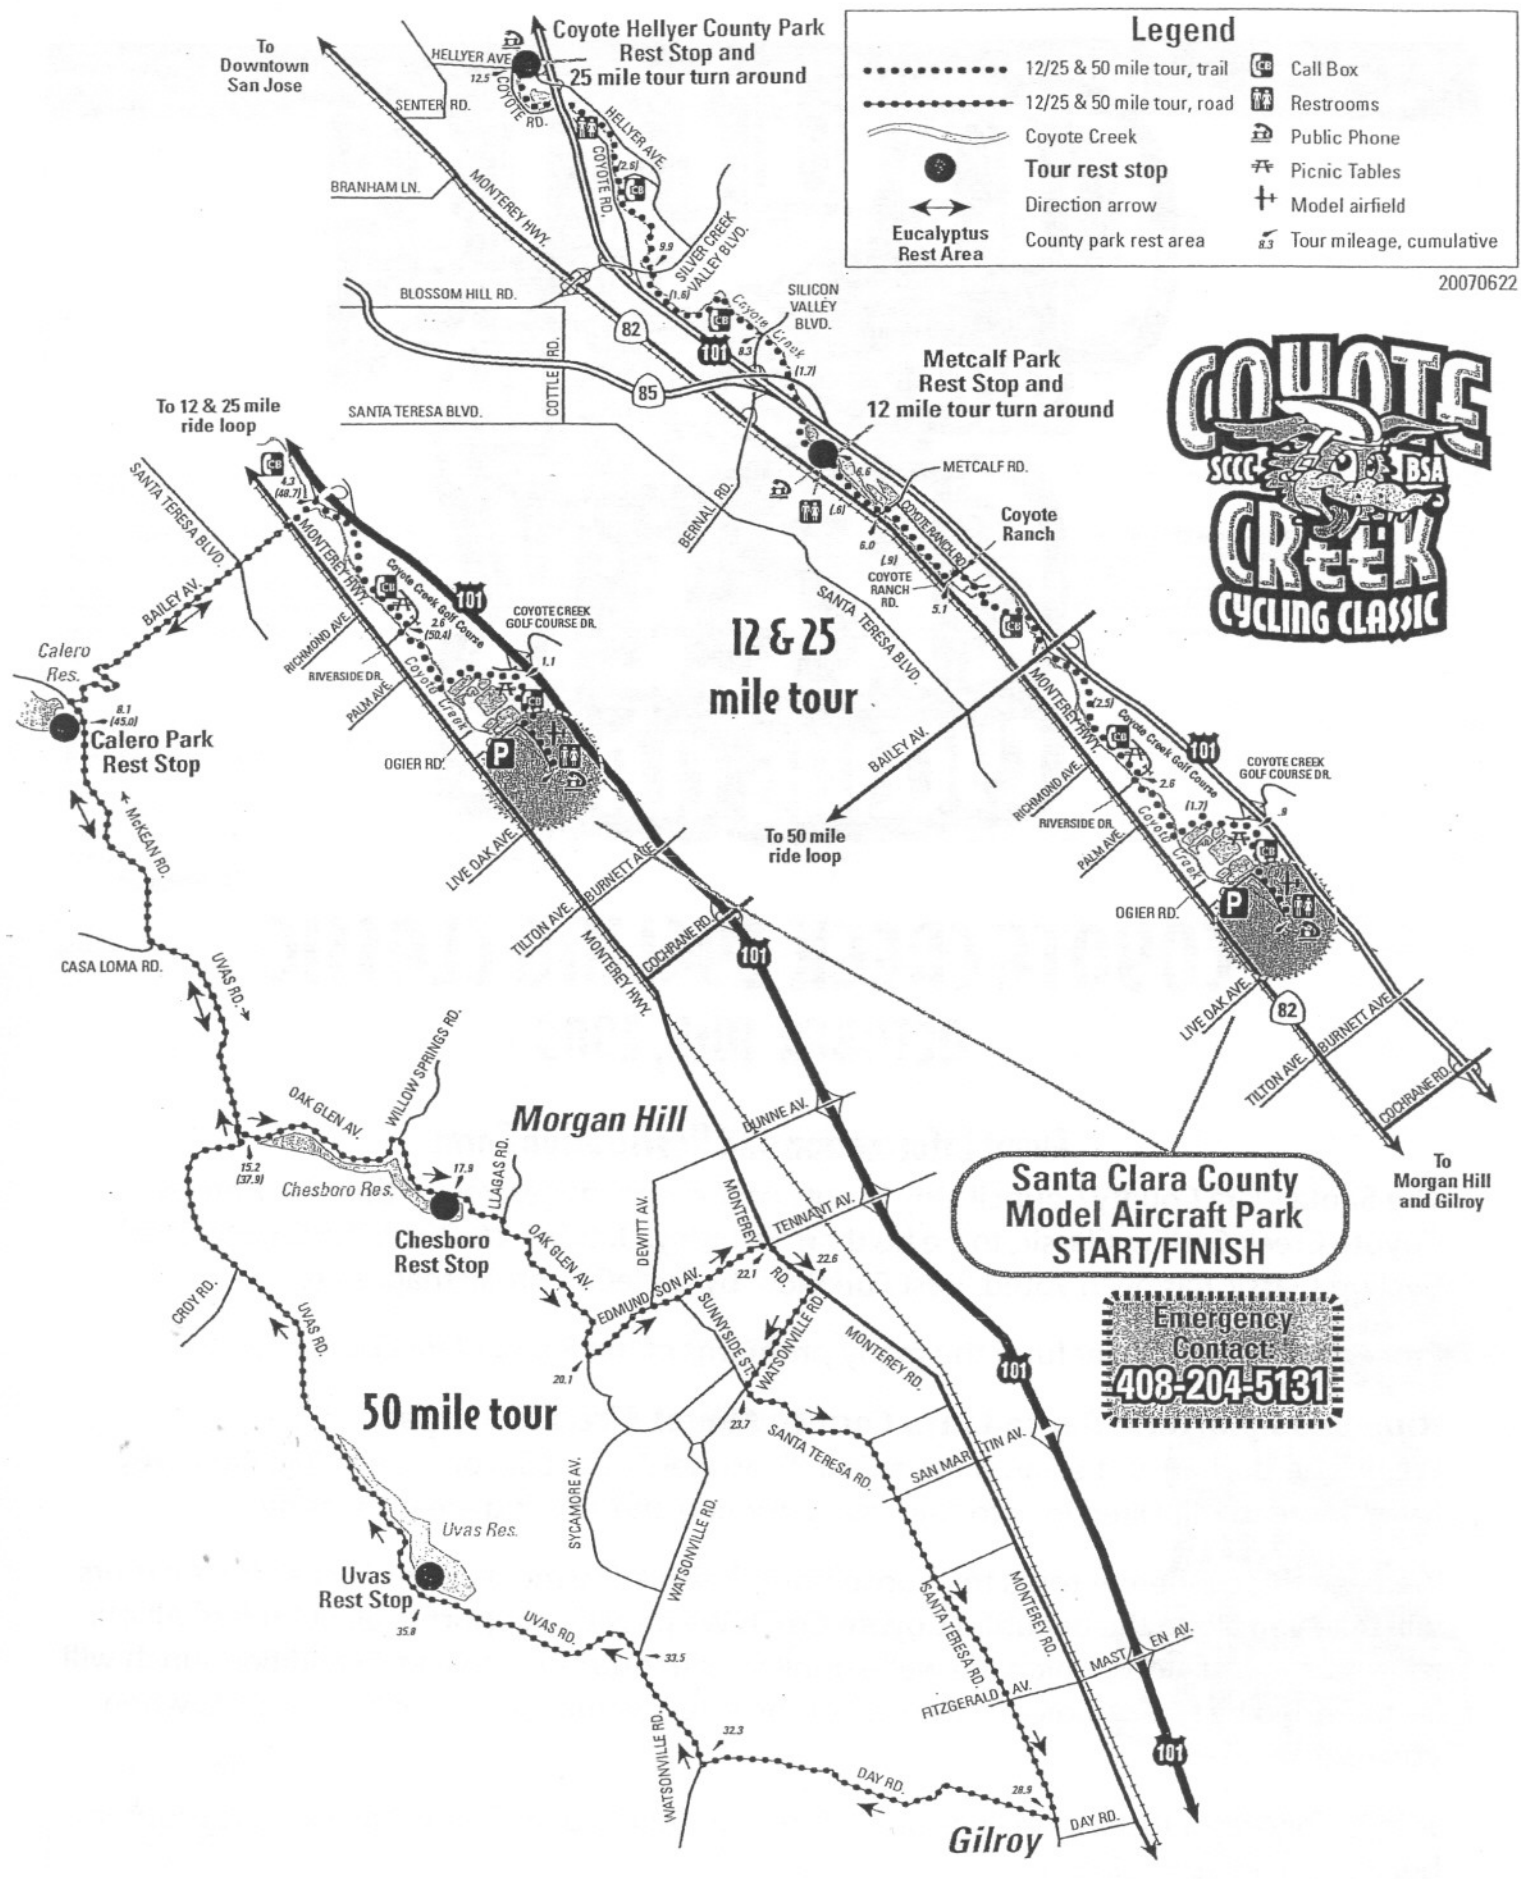 Legend
12/25 & 50 mile tour, trail
12/25 & 50 mile tour, road
Coyote Creek
Tour rest stop
Direction arrow
Eucalyptus
Rest Area
County park rest area
CB
Call Box
Restrooms
Public Phone
Picnic Tables
Model airfield
8.3
Tour mileage, cumulative
20070622
COYOTE
SCCC
BSA
CREEK
CYCLING CLASSIC
To
Downtown
San Jose
Coyote Hellyer County Park
Rest Stop and
25 mile tour turn around
HELLYER AVE
12.5
COYOTE RD.
SENTER RD.
HELLYER AVE.
COYOTE RD.
(2.6)
CB
BRANHAM LN.
MONTEREY HWY.
9.9
SILVER CREEK
VALLEY BLVD.
(1.6)
BLOSSOM HILL RD.
82
CB
Coyote Creek
SILICON
VALLEY
BLVD.
101
8.3
(1.7)
COTTLE RD.
85
SANTA TERESA BLVD.
Metcalf Park
Rest Stop and
12 mile tour turn around
6.6
METCALF RD.
(.6)
BERNAL RD.
6.0
COYOTE RANCH RD.
Coyote
Ranch
(.9)
COYOTE
RANCH
RD.
5.1
CB
SANTA TERESA BLVD.
12 & 25
mile tour
BAILEY AV.
To 50 mile
ride loop
MONTEREY HWY.
(2.5)
CB
Coyote Creek Golf Course
101
COYOTE CREEK
GOLF COURSE DR.
RICHMOND AVE.
2.6
RIVERSIDE DR.
(1.7)
.9
PALM AVE.
Coyote Creek
CB
OGIER RD.
P
LIVE OAK AVE.
82
TILTON AVE.
BURNETT AVE.
COCHRANE RD.
To
Morgan Hill
and Gilroy
To 12 & 25 mile
ride loop
CB
4.3
(48.7)
SANTA TERESA BLVD.
MONTEREY HWY.
BAILEY AV.
CB
Coyote Creek Golf Course
101
COYOTE CREEK
GOLF COURSE DR.
2.6
(50.4)
RICHMOND AVE.
RIVERSIDE DR.
PALM AVE.
Coyote
Creek
1.1
CB
OGIER RD.
P
LIVE OAK AVE.
TILTON AVE.
BURNETT AVE
MONTEREY HWY.
COCHRANE RD.
101
Calero
Res.
8.1
(45.0)
Calero Park
Rest Stop
McKEAN RD.
CASA LOMA RD.
UVAS RD.
WILLOW SPRINGS RD.
OAK GLEN AV.
15.2
(37.9)
Chesboro Res.
17.9
Chesboro
Rest Stop
LLAGAS RD.
OAK GLEN AV.
Morgan Hill
DUNNE AV.
DEWITT AV.
MONTEREY
RD.
TENNANT AV.
EDMUNDSON AV.
22.1
22.6
20.1
SUNNYSIDE ST.
WATSONVILLE RD.
MONTEREY RD.
101
23.7
SANTA TERESA RD.
SAN MARTIN AV.
Santa Clara County
Model Aircraft Park
START/FINISH
Emergency
Contact:
408-204-5131
CROY RD.
UVAS RD.
50 mile tour
SYCAMORE AV.
WATSONVILLE RD.
Uvas Res.
Uvas
Rest Stop
35.8
UVAS RD.
33.5
SANTA TERESA RD.
MONTEREY RD.
FITZGERALD AV.
MASTEN AV.
101
WATSONVILLE RD.
32.3
DAY RD.
28.9
DAY RD.
Gilroy